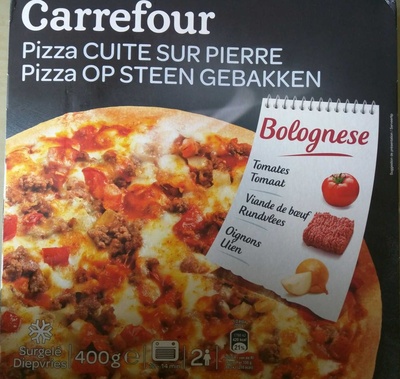 Carrefour
Pizza CUITE SUR PIERRE
Pizza OP STEEN GEBAKKEN
Bolognese
Tomates
Tomaat
Viande de bœuf
Rundvlees
Oignons
Uien
Surgelé
Diepvries
400g e
2